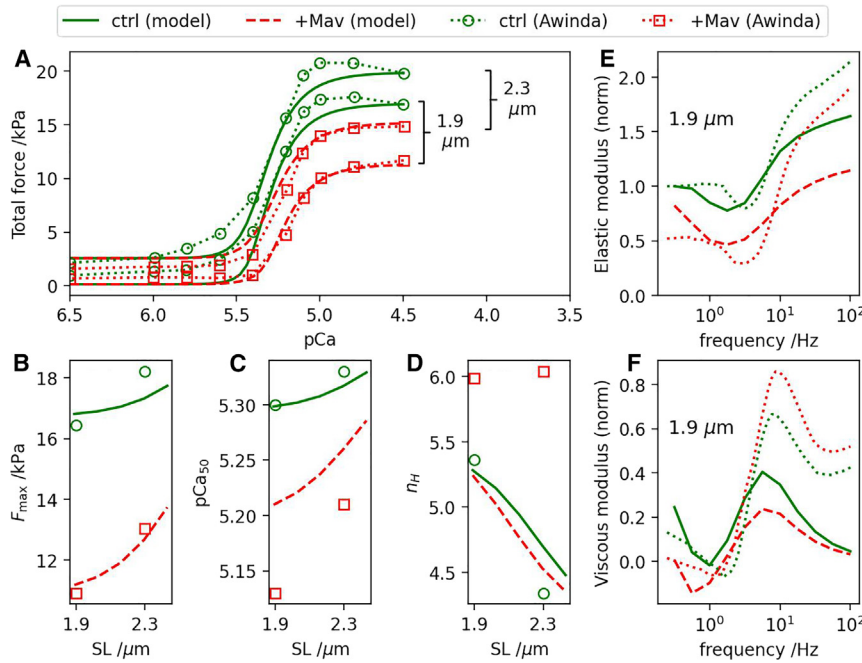 ctrl (model) +Mav (model) ctrl (Awinda) +Mav (Awinda)
A
Total force /kPa
20
15
10
5
0
6.5 6.0 5.5 5.0 4.5 4.0 3.5
pCa
2.3
μm
1.9
μm
E
Elastic modulus (norm)
2.0
1.5
1.0
0.5
0.0
1.9 μm
10⁰ 10¹ 10²
frequency /Hz
B
Fmax /kPa
18
16
14
12
1.9 2.3
SL /μm
C
pCa₅₀
5.30
5.25
5.20
5.15
1.9 2.3
SL /μm
D
nH
6.0
5.5
5.0
4.5
1.9 2.3
SL /μm
F
Viscous modulus (norm)
0.8
0.6
0.4
0.2
0.0
1.9 μm
10⁰ 10¹ 10²
frequency /Hz